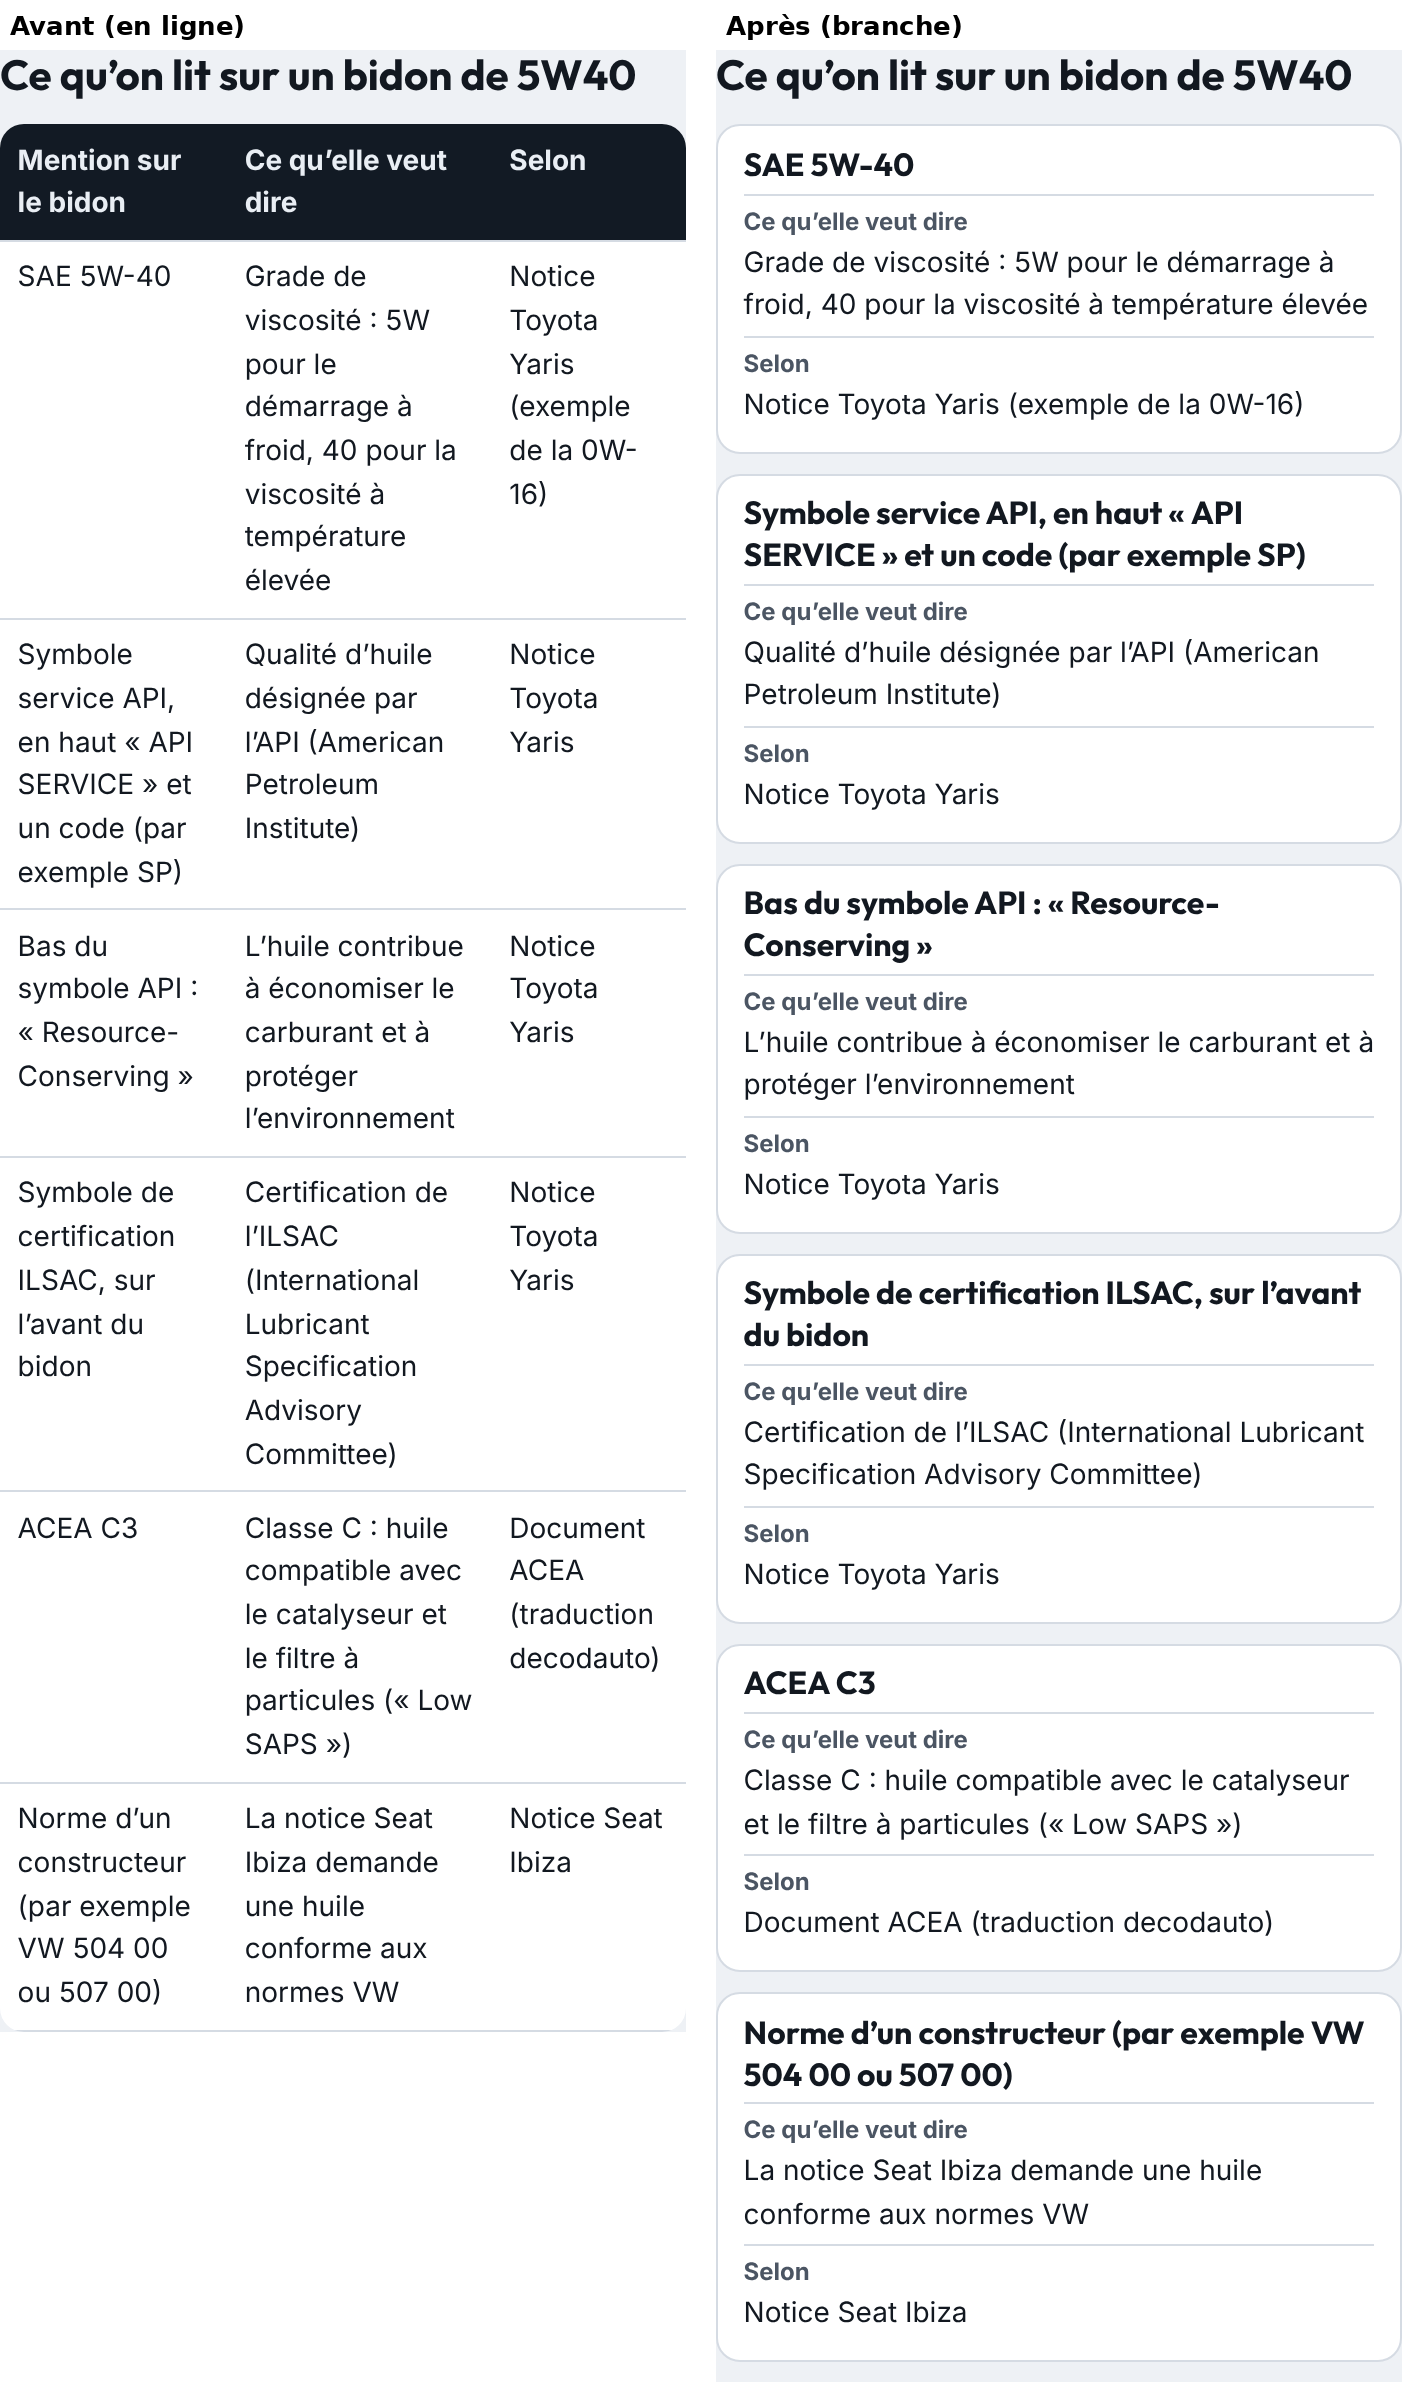 Avant (en ligne)
Ce qu’on lit sur un bidon de 5W40
Mention sur
le bidon
Ce qu’elle veut
dire
Selon
SAE 5W-40
Grade de
viscosité : 5W
pour le
démarrage à
froid, 40 pour la
viscosité à
température
élevée
Notice
Toyota
Yaris
(exemple
de la 0W-
16)
Symbole
service API,
en haut « API
SERVICE » et
un code (par
exemple SP)
Qualité d’huile
désignée par
l’API (American
Petroleum
Institute)
Notice
Toyota
Yaris
Bas du
symbole API :
« Resource-
Conserving »
L’huile contribue
à économiser le
carburant et à
protéger
l’environnement
Notice
Toyota
Yaris
Symbole de
certification
ILSAC, sur
l’avant du
bidon
Certification de
l’ILSAC
(International
Lubricant
Specification
Advisory
Committee)
Notice
Toyota
Yaris
ACEA C3
Classe C : huile
compatible avec
le catalyseur et
le filtre à
particules (« Low
SAPS »)
Document
ACEA
(traduction
decodauto)
Norme d’un
constructeur
(par exemple
VW 504 00
ou 507 00)
La notice Seat
Ibiza demande
une huile
conforme aux
normes VW
Notice Seat
Ibiza
Après (branche)
Ce qu’on lit sur un bidon de 5W40
SAE 5W-40
Ce qu’elle veut dire
Grade de viscosité : 5W pour le démarrage à
froid, 40 pour la viscosité à température élevée
Selon
Notice Toyota Yaris (exemple de la 0W-16)
Symbole service API, en haut « API
SERVICE » et un code (par exemple SP)
Ce qu’elle veut dire
Qualité d’huile désignée par l’API (American
Petroleum Institute)
Selon
Notice Toyota Yaris
Bas du symbole API : « Resource-
Conserving »
Ce qu’elle veut dire
L’huile contribue à économiser le carburant et à
protéger l’environnement
Selon
Notice Toyota Yaris
Symbole de certification ILSAC, sur l’avant
du bidon
Ce qu’elle veut dire
Certification de l’ILSAC (International Lubricant
Specification Advisory Committee)
Selon
Notice Toyota Yaris
ACEA C3
Ce qu’elle veut dire
Classe C : huile compatible avec le catalyseur
et le filtre à particules (« Low SAPS »)
Selon
Document ACEA (traduction decodauto)
Norme d’un constructeur (par exemple VW
504 00 ou 507 00)
Ce qu’elle veut dire
La notice Seat Ibiza demande une huile
conforme aux normes VW
Selon
Notice Seat Ibiza